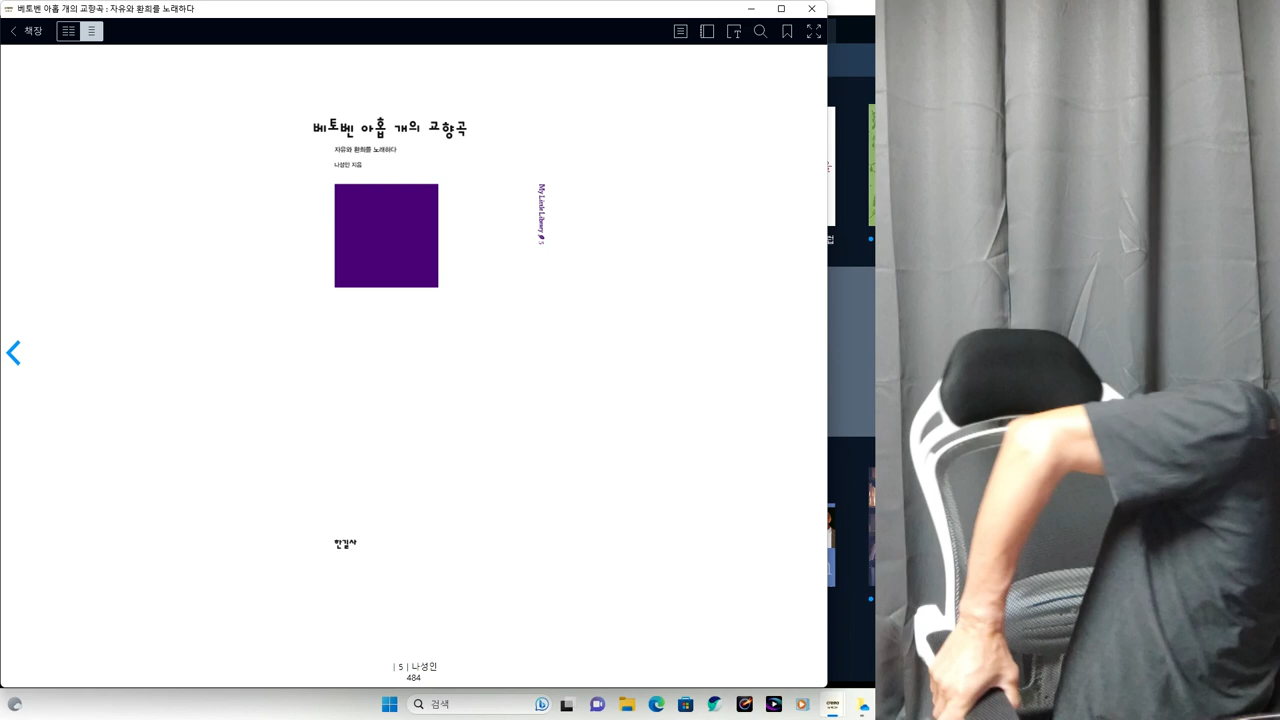 베토벤 아홉 개의 교향곡 : 자유와 환희를 노래하다
책장
베토벤 아홉 개의 교향곡
자유와 환희를 노래하다
나성인 지음
My Little Library 5
한길사
| 5 | 나성인
484
검색